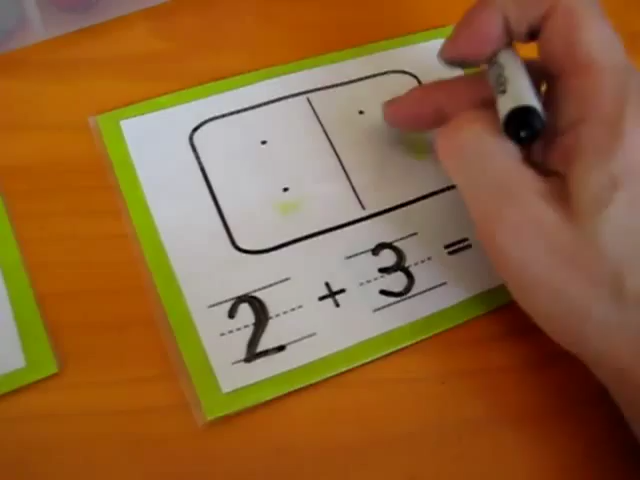 2 + 3 =